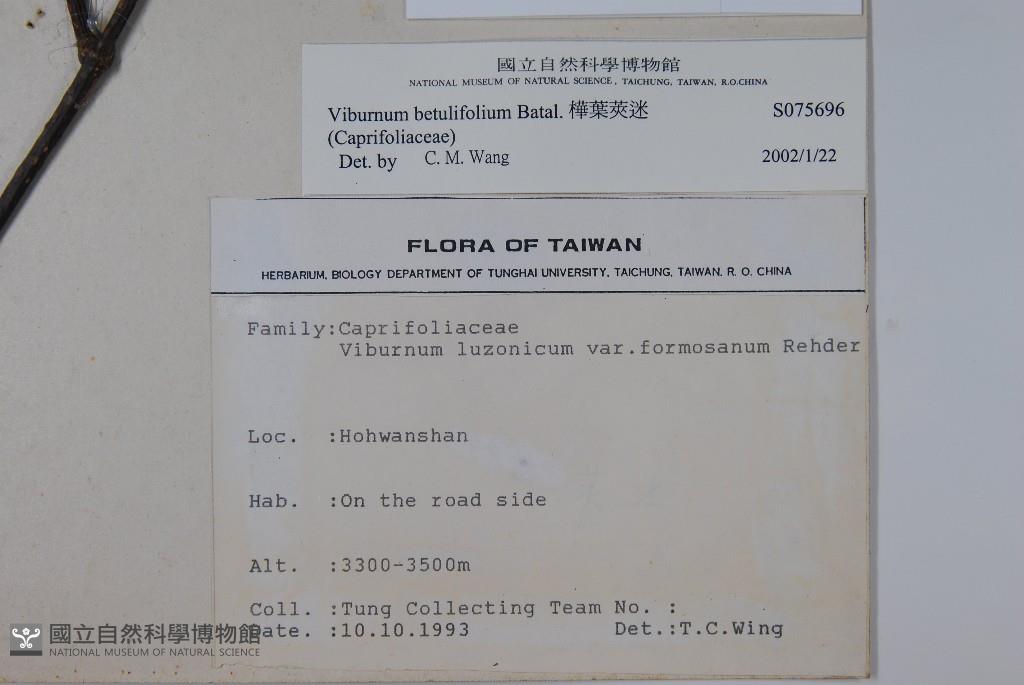 國立自然科學博物館
NATIONAL MUSEUM OF NATURAL SCIENCE, TAICHUNG, TAIWAN, R.O.CHINA
Viburnum betulifolium Batal. 樺葉莢迷 S075696
(Caprifoliaceae)
Det. by C. M. Wang 2002/1/22
FLORA OF TAIWAN
HERBARIUM, BIOLOGY DEPARTMENT OF TUNGHAI UNIVERSITY, TAICHUNG, TAIWAN, R. O. CHINA
Family:Caprifoliaceae
Viburnum luzonicum var.formosanum Rehder
Loc. :Hohwanshan
Hab. :On the road side
Alt. :3300-3500m
Coll. :Tung Collecting Team No. :
Date. :10.10.1993 Det.:T.C.Wing
國立自然科學博物館
NATIONAL MUSEUM OF NATURAL SCIENCE